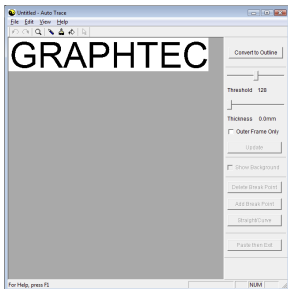 Untitled - Auto Trace
File Edit View Help
GRAPHTEC
Convert to Outline
Threshold 128
Thickness 0.0mm
Outer Frame Only
Update
Show Background
Delete Break Point
Add Break Point
Straight/Curve
Paste then Exit
For Help, press F1
NUM